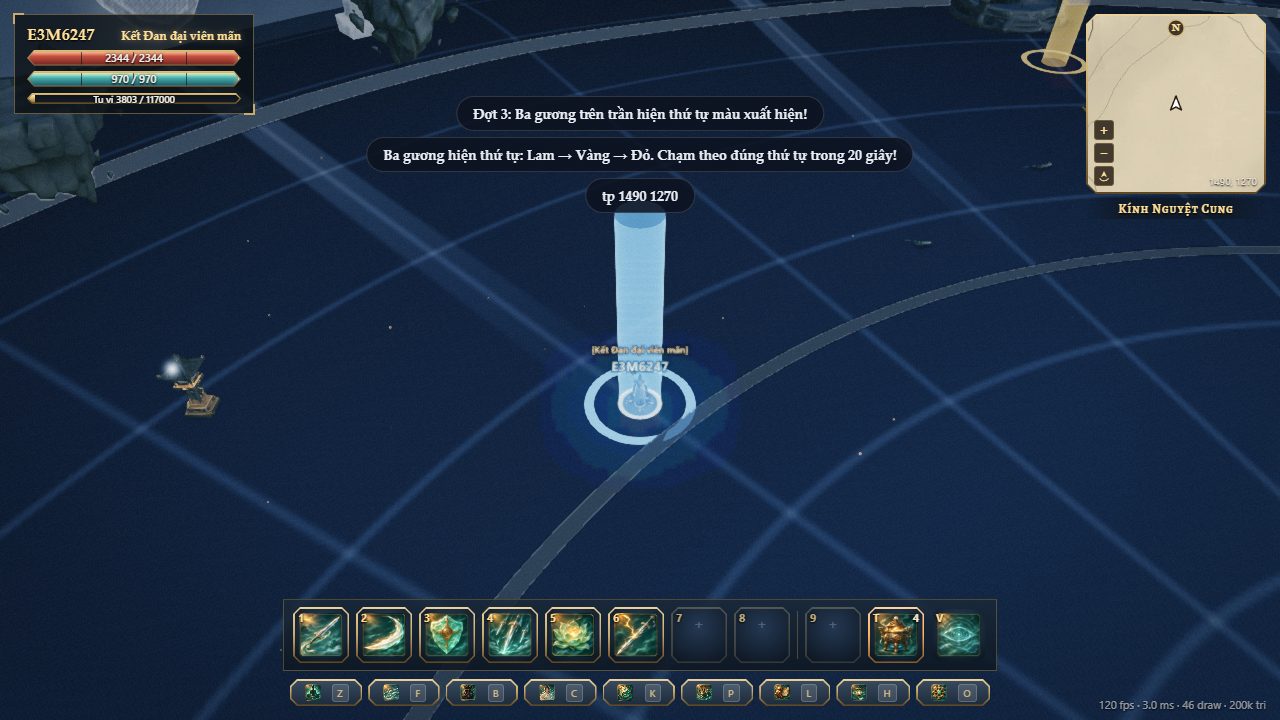 E3M6247 Kết Đan đại viên mãn
2344 / 2344
970 / 970
Tu vi 3803 / 117000
Đợt 3: Ba gương trên trần hiện thứ tự màu xuất hiện!
Ba gương hiện thứ tự: Lam → Vàng → Đỏ. Chạm theo đúng thứ tự trong 20 giây!
tp 1490 1270
N
+
−
1490, 1270
Kính Nguyệt Cung
[Kết Đan đại viên mãn]
E3M6247
1 2 3 4 5 6 7 + 8 + 9 + T 4 V
Z F B C K P L H O
120 fps · 3.0 ms · 46 draw · 200k tri